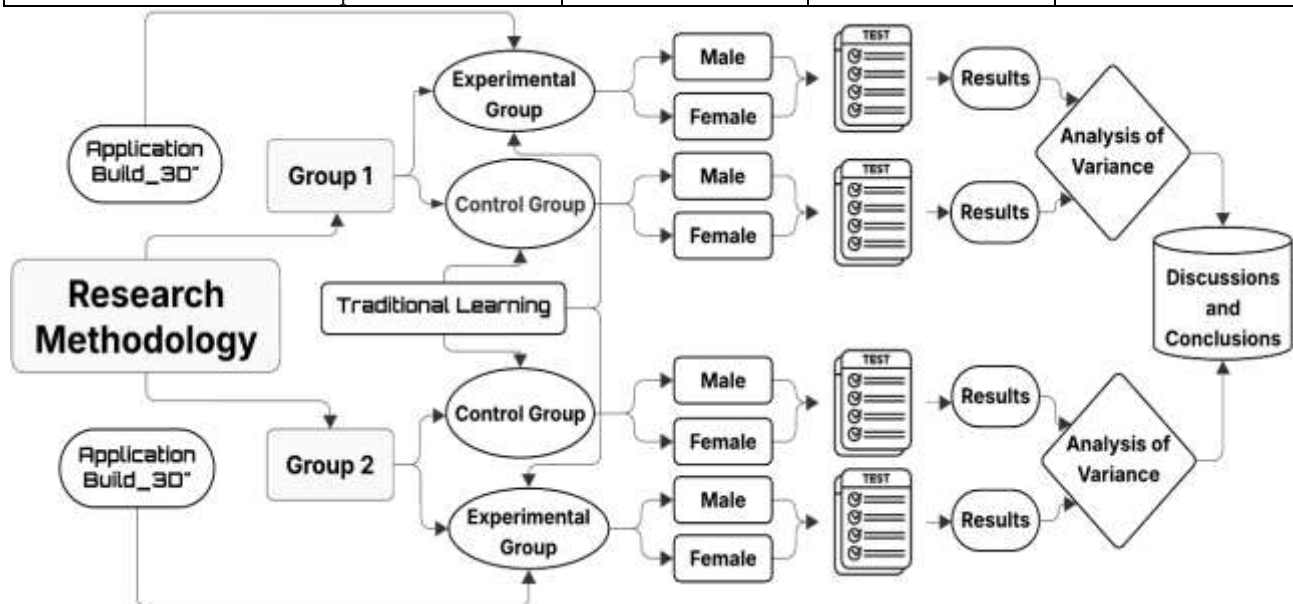 Application
Build_3D"
Research
Methodology
Application
Build_3D"
Group 1
Group 2
Experimental
Group
Control Group
Traditional Learning
Control Group
Experimental
Group
Male
Female
Male
Female
Male
Female
Male
Female
TEST
TEST
TEST
TEST
Results
Results
Results
Results
Analysis of
Variance
Analysis of
Variance
Discussions
and
Conclusions